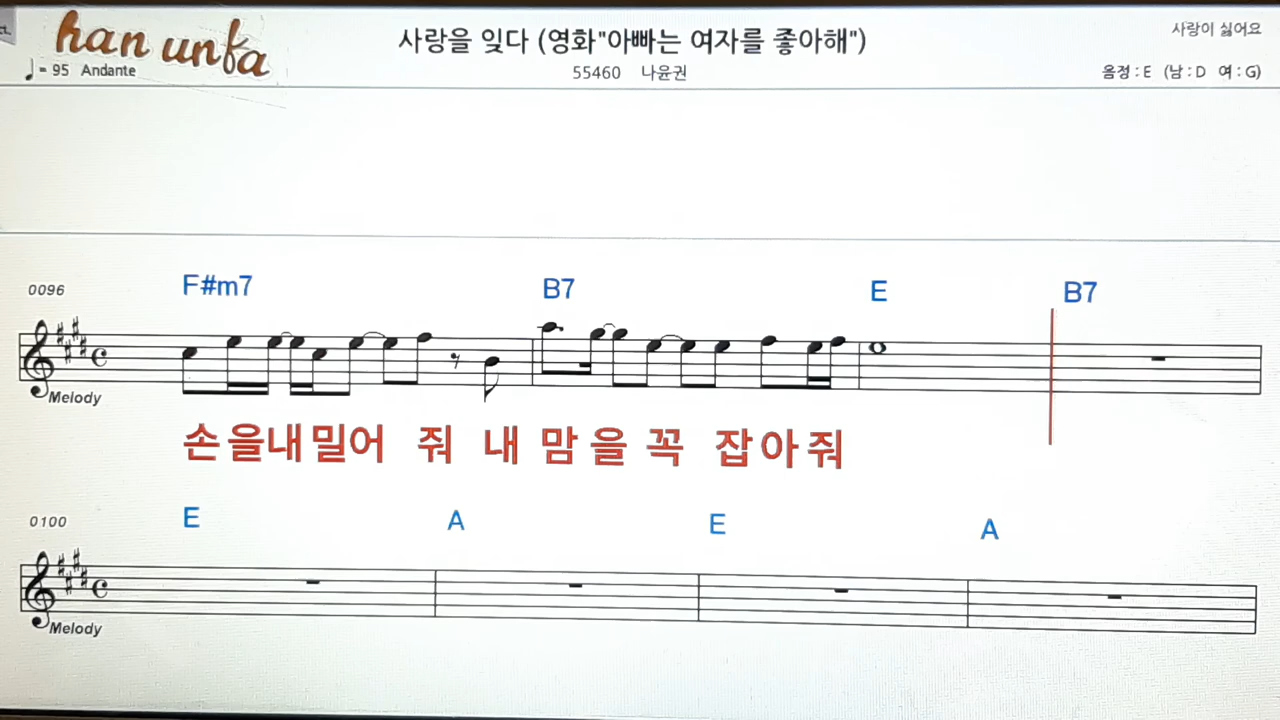 han unfa
♩= 95 Andante
사랑을 잊다 (영화"아빠는 여자를 좋아해")
55460 나윤권
사랑이 싫어요
음정 : E (남 : D 여 : G)
0096
F#m7 B7 E B7
Melody
손을내밀어 줘 내 맘을 꼭 잡아줘
0100
E A E A
Melody